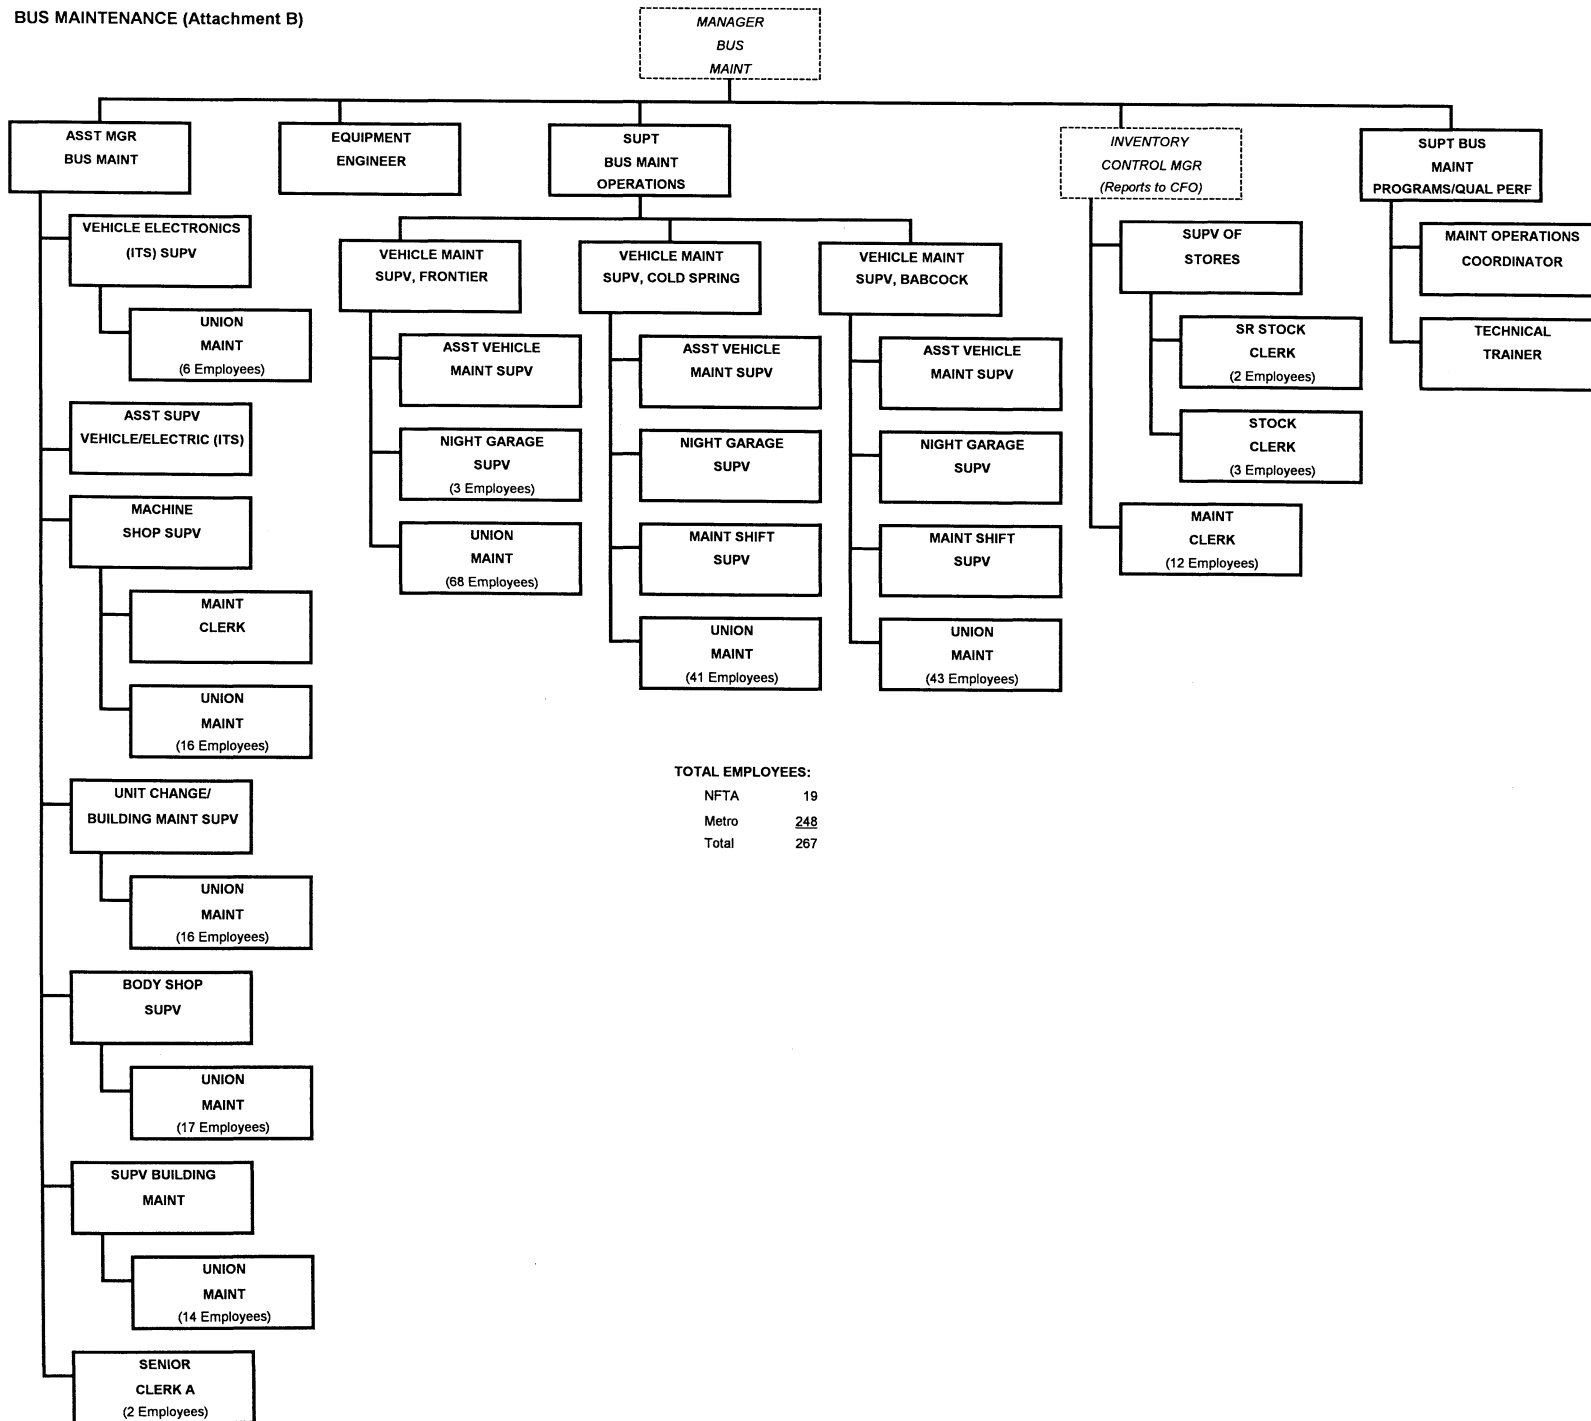 BUS MAINTENANCE (Attachment B)
MANAGER
BUS
MAINT
ASST MGR
BUS MAINT
EQUIPMENT
ENGINEER
SUPT
BUS MAINT
OPERATIONS
INVENTORY
CONTROL MGR
(Reports to CFO)
SUPT BUS
MAINT
PROGRAMS/QUAL PERF
VEHICLE ELECTRONICS
(ITS) SUPV
UNION
MAINT
(6 Employees)
ASST SUPV
VEHICLE/ELECTRIC (ITS)
MACHINE
SHOP SUPV
MAINT
CLERK
UNION
MAINT
(16 Employees)
UNIT CHANGE/
BUILDING MAINT SUPV
UNION
MAINT
(16 Employees)
BODY SHOP
SUPV
UNION
MAINT
(17 Employees)
SUPV BUILDING
MAINT
UNION
MAINT
(14 Employees)
SENIOR
CLERK A
(2 Employees)
VEHICLE MAINT
SUPV, FRONTIER
ASST VEHICLE
MAINT SUPV
NIGHT GARAGE
SUPV
(3 Employees)
UNION
MAINT
(68 Employees)
VEHICLE MAINT
SUPV, COLD SPRING
ASST VEHICLE
MAINT SUPV
NIGHT GARAGE
SUPV
MAINT SHIFT
SUPV
UNION
MAINT
(41 Employees)
VEHICLE MAINT
SUPV, BABCOCK
ASST VEHICLE
MAINT SUPV
NIGHT GARAGE
SUPV
MAINT SHIFT
SUPV
UNION
MAINT
(43 Employees)
SUPV OF
STORES
SR STOCK
CLERK
(2 Employees)
STOCK
CLERK
(3 Employees)
MAINT
CLERK
(12 Employees)
MAINT OPERATIONS
COORDINATOR
TECHNICAL
TRAINER
TOTAL EMPLOYEES:
NFTA 19
Metro 248
Total 267